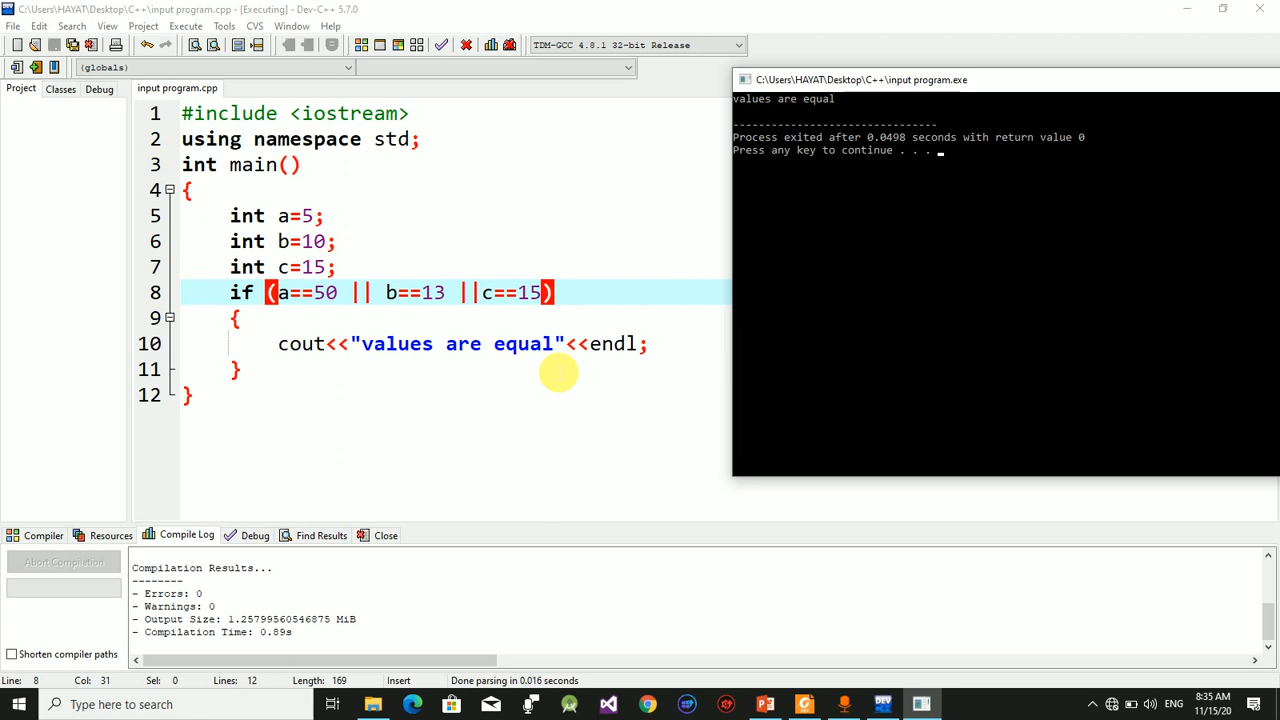 C:\Users\HAYAT\Desktop\C++\input program.cpp - [Executing] - Dev-C++ 5.7.0
File Edit Search View Project Execute Tools CVS Window Help
TDM-GCC 4.8.1 32-bit Release
(globals)
Project Classes Debug
input program.cpp
1 #include <iostream>
2 using namespace std;
3 int main()
4 {
5 int a=5;
6 int b=10;
7 int c=15;
8 if (a==50 || b==13 ||c==15)
9 {
10 cout<<"values are equal"<<endl;
11 }
12 }
C:\Users\HAYAT\Desktop\C++\input program.exe
values are equal
--------------------------------
Process exited after 0.0498 seconds with return value 0
Press any key to continue . . .
Compiler Resources Compile Log Debug Find Results Close
Abort Compilation
Shorten compiler paths
Compilation Results...
--------
- Errors: 0
- Warnings: 0
- Output Size: 1.25799560546875 MiB
- Compilation Time: 0.89s
Line: 8 Col: 31 Sel: 0 Lines: 12 Length: 169 Insert Done parsing in 0.016 seconds
Type here to search
DEV
ENG
8:35 AM
11/15/20